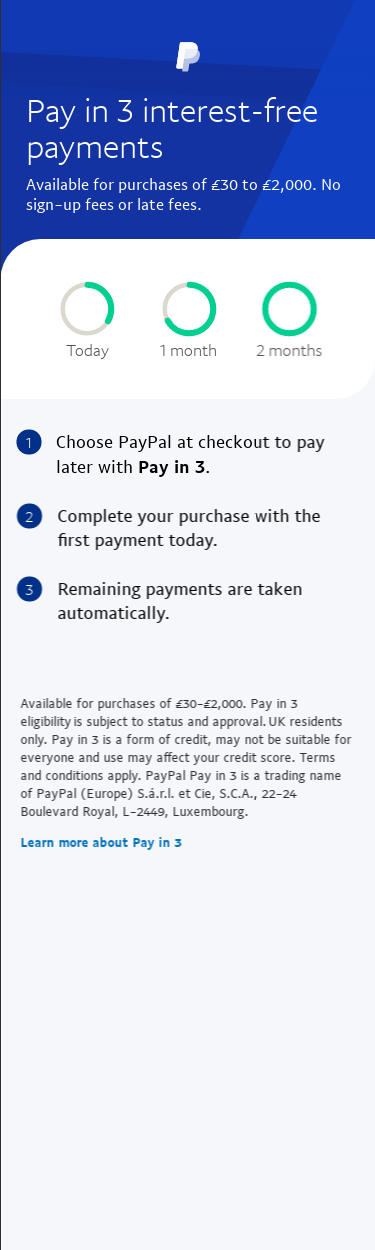 Pay in 3 interest-free
payments
Available for purchases of £30 to £2,000. No
sign-up fees or late fees.
Today
1 month
2 months
1 Choose PayPal at checkout to pay
later with Pay in 3.
2 Complete your purchase with the
first payment today.
3 Remaining payments are taken
automatically.
Available for purchases of £30-£2,000. Pay in 3
eligibility is subject to status and approval. UK residents
only. Pay in 3 is a form of credit, may not be suitable for
everyone and use may affect your credit score. Terms
and conditions apply. PayPal Pay in 3 is a trading name
of PayPal (Europe) S.á.r.l. et Cie, S.C.A., 22-24
Boulevard Royal, L-2449, Luxembourg.
Learn more about Pay in 3